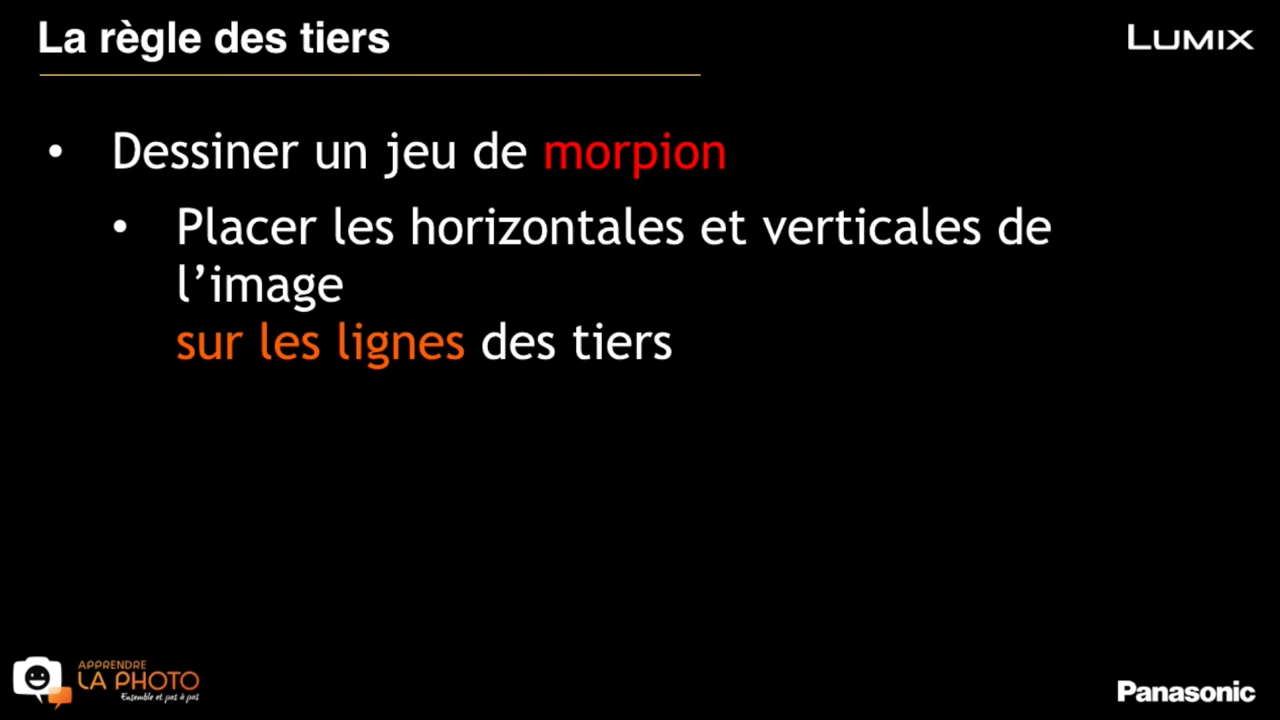 La règle des tiers
LUMIX
• Dessiner un jeu de morpion
• Placer les horizontales et verticales de
l’image
sur les lignes des tiers
APPRENDRE
LA PHOTO
Ensemble et pas à pas
Panasonic